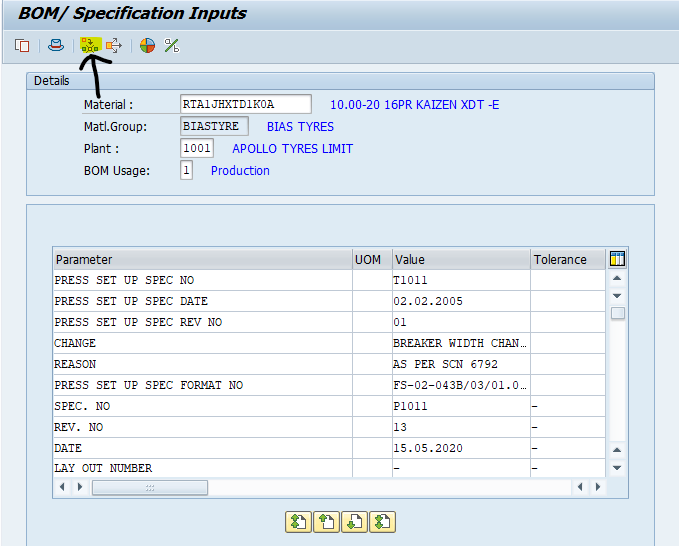 BOM/ Specification Inputs
Details
Material : RTA1JHXTD1K0A 10.00-20 16PR KAIZEN XDT -E
Matl.Group: BIASTYRE BIAS TYRES
Plant : 1001 APOLLO TYRES LIMIT
BOM Usage: 1 Production
Parameter UOM Value Tolerance
PRESS SET UP SPEC NO T1011
PRESS SET UP SPEC DATE 02.02.2005
PRESS SET UP SPEC REV NO 01
CHANGE BREAKER WIDTH CHAN…
REASON AS PER SCN 6792
PRESS SET UP SPEC FORMAT NO FS-02-043B/03/01.0…
SPEC. NO P1011 -
REV. NO 13 -
DATE 15.05.2020 -
LAY OUT NUMBER - -